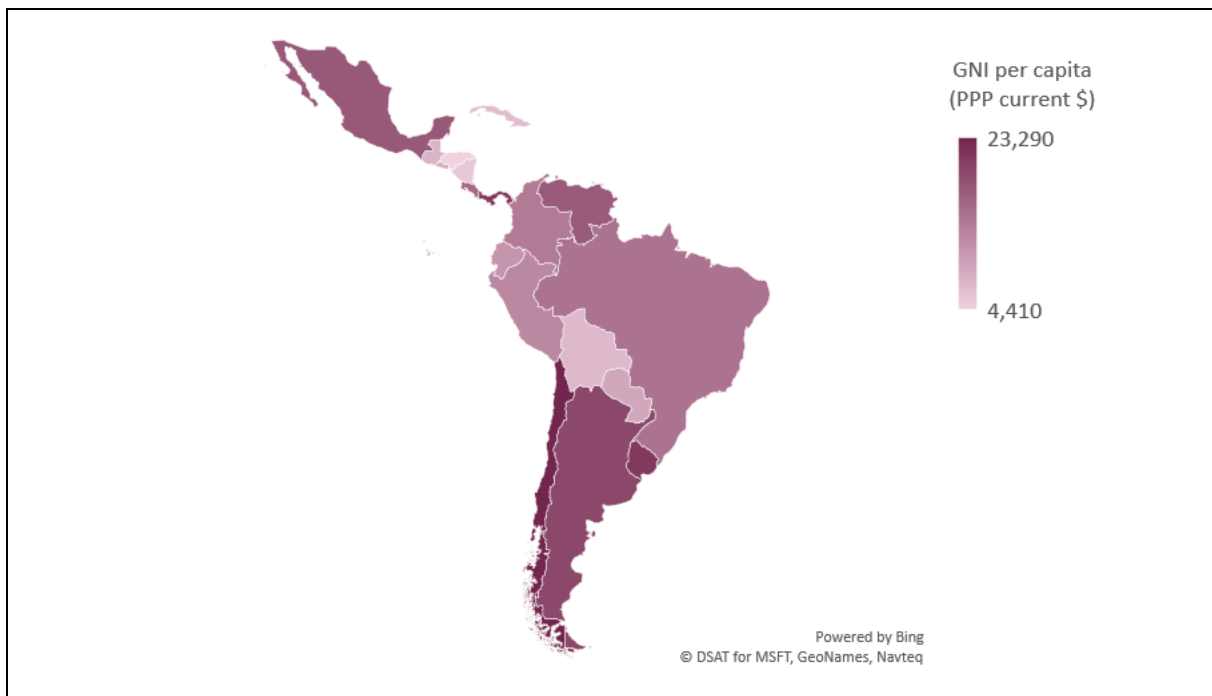 GNI per capita
(PPP current $)
23,290
4,410
Powered by Bing
© DSAT for MSFT, GeoNames, Navteq